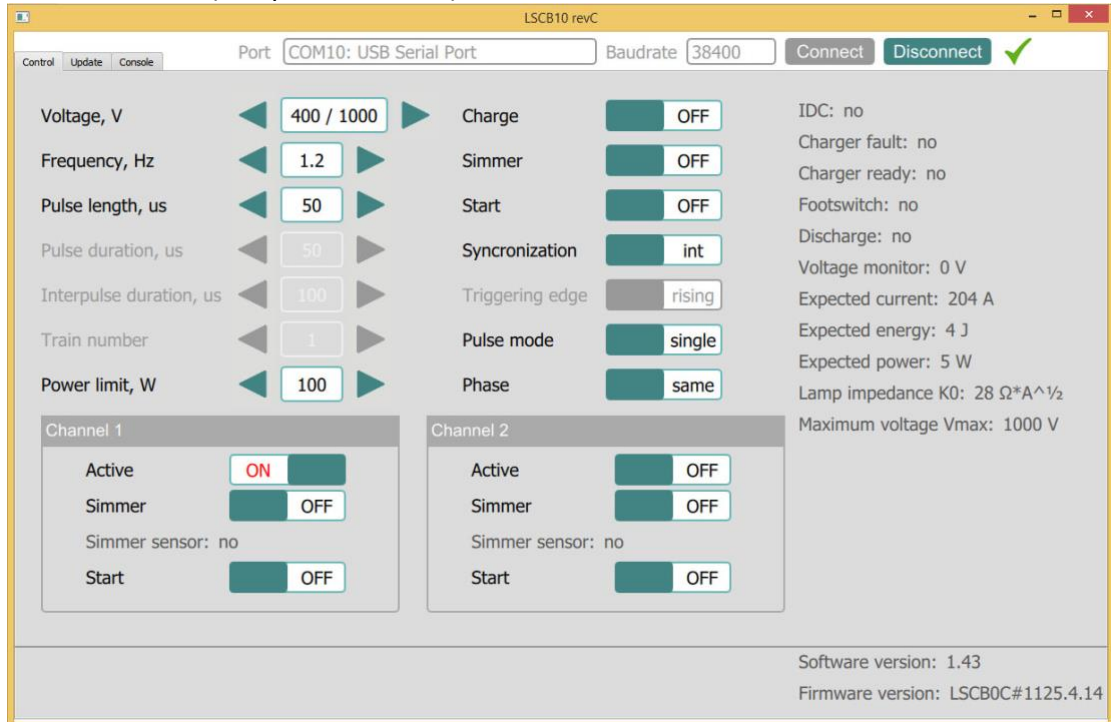 LSCB10 revC
Control Update Console Port COM10: USB Serial Port Baudrate 38400 Connect Disconnect
Voltage, V 400 / 1000
Frequency, Hz 1.2
Pulse length, us 50
Pulse duration, us 50
Interpulse duration, us 100
Train number 1
Power limit, W 100
Charge OFF
Simmer OFF
Start OFF
Syncronization int
Triggering edge rising
Pulse mode single
Phase same
IDC: no
Charger fault: no
Charger ready: no
Footswitch: no
Discharge: no
Voltage monitor: 0 V
Expected current: 204 A
Expected energy: 4 J
Expected power: 5 W
Lamp impedance K0: 28 Ω*A^½
Maximum voltage Vmax: 1000 V
Channel 1
Active ON
Simmer OFF
Simmer sensor: no
Start OFF
Channel 2
Active OFF
Simmer OFF
Simmer sensor: no
Start OFF
Software version: 1.43
Firmware version: LSCB0C#1125.4.14